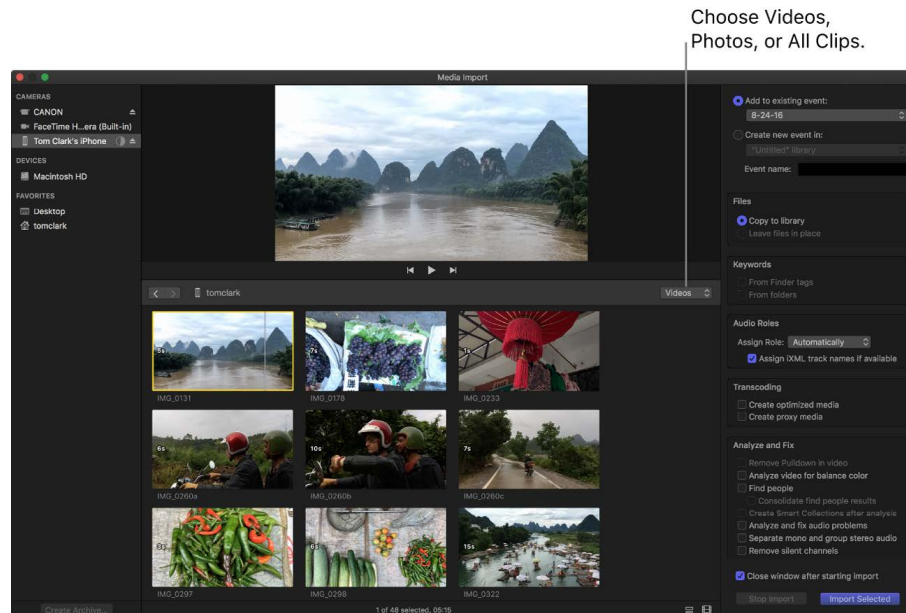 Choose Videos,
Photos, or All Clips.
Media Import
CAMERAS
CANON
FaceTime H...era (Built-in)
Tom Clark's iPhone
DEVICES
Macintosh HD
FAVORITES
Desktop
tomclark
Create Archive...
tomclark
Videos
5s
IMG_0131
7s
IMG_0178
1s
IMG_0233
6s
IMG_0260a
10s
IMG_0260b
7s
IMG_0260c
3s
IMG_0297
6s
IMG_0298
15s
IMG_0322
1 of 48 selected, 05:15
Add to existing event:
8-24-16
Create new event in:
"Untitled" library
Event name:
Files
Copy to library
Leave files in place
Keywords
From Finder tags
From folders
Audio Roles
Assign Role: Automatically
Assign iXML track names if available
Transcoding
Create optimized media
Create proxy media
Analyze and Fix
Remove Pulldown in video
Analyze video for balance color
Find people
Consolidate find people results
Create Smart Collections after analysis
Analyze and fix audio problems
Separate mono and group stereo audio
Remove silent channels
Close window after starting import
Stop Import
Import Selected